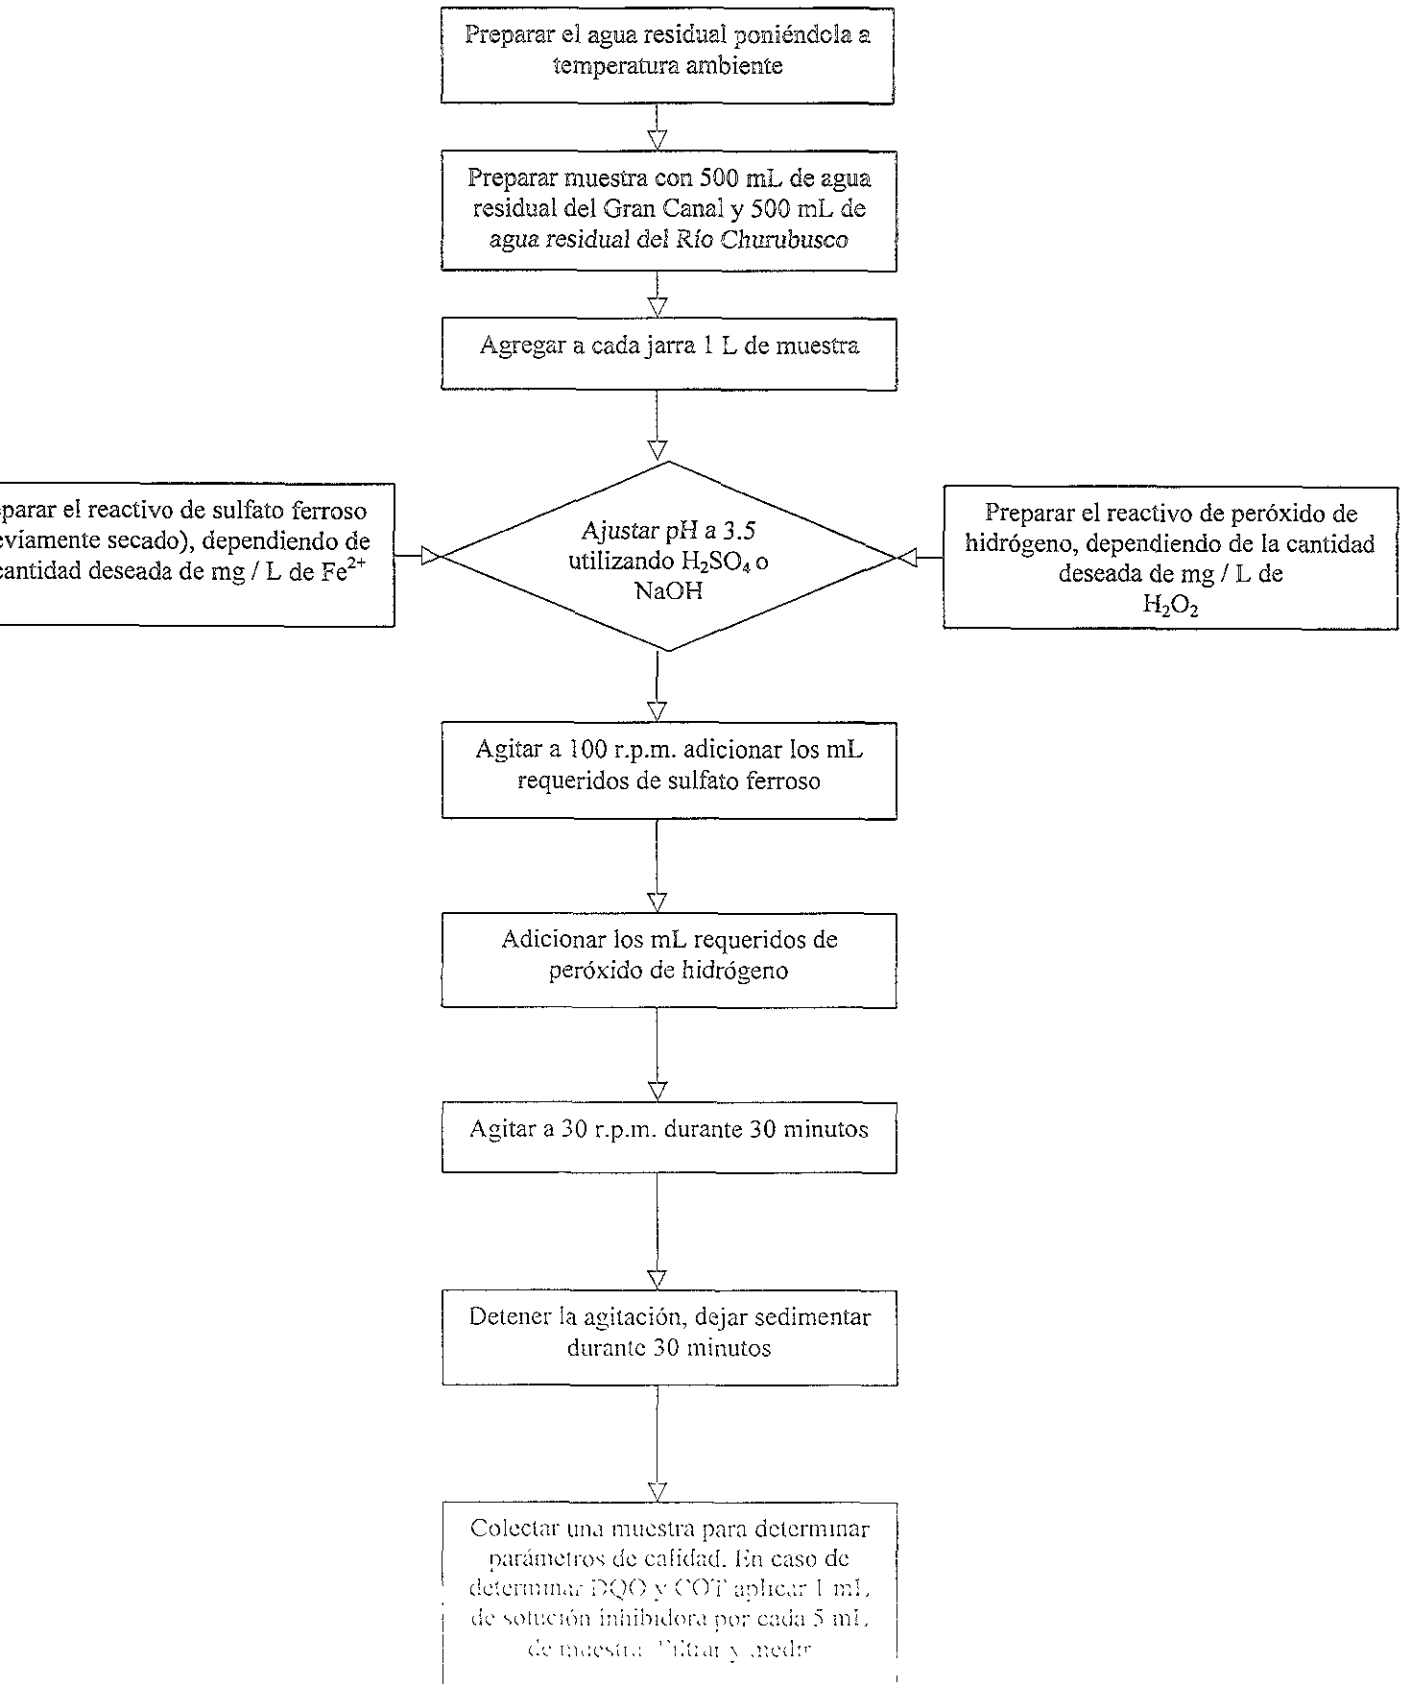 Preparar el agua residual poniéndola a
temperatura ambiente
Preparar muestra con 500 mL de agua
residual del Gran Canal y 500 mL de
agua residual del Río Churubusco
Agregar a cada jarra 1 L de muestra
parar el reactivo de sulfato ferroso
viamente secado), dependiendo de
cantidad deseada de mg / L de Fe²⁺
Ajustar pH a 3.5
utilizando H₂SO₄ o
NaOH
Preparar el reactivo de peróxido de
hidrógeno, dependiendo de la cantidad
deseada de mg / L de
H₂O₂
Agitar a 100 r.p.m. adicionar los mL
requeridos de sulfato ferroso
Adicionar los mL requeridos de
peróxido de hidrógeno
Agitar a 30 r.p.m. durante 30 minutos
Detener la agitación, dejar sedimentar
durante 30 minutos
Colectar una muestra para determinar
parámetros de calidad. En caso de
determinar DQO y COT aplicar 1 mL
de solución inhibidora por cada 5 mL
de muestra. Filtrar y medir